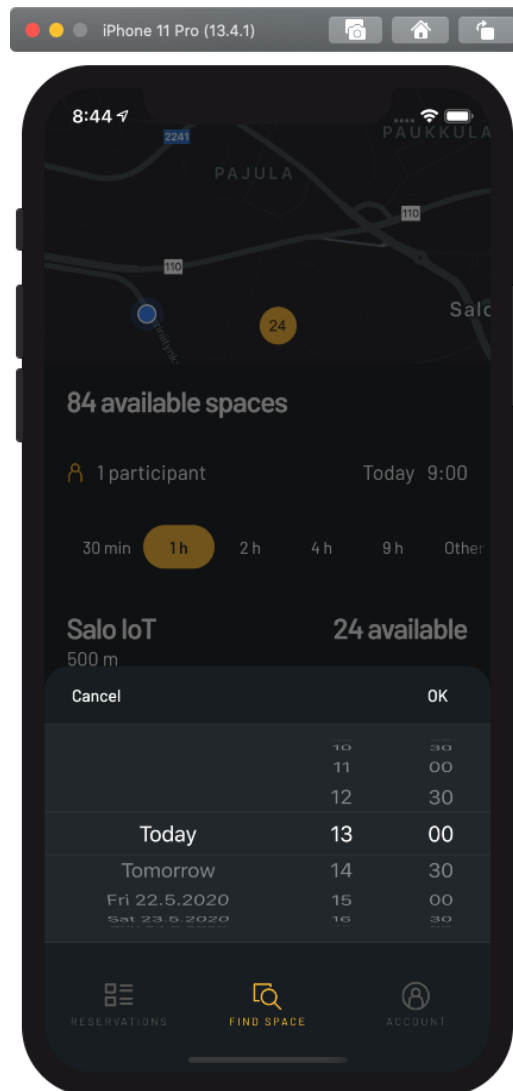 iPhone 11 Pro (13.4.1)
8:44
2241
PAUKKULA
PAJULA
110
110
Salo
24
84 available spaces
1 participant Today 9:00
30 min 1 h 2 h 4 h 9 h Other
Salo IoT 24 available
500 m
Cancel OK
10 30
11 00
12 30
Today 13 00
Tomorrow 14 30
Fri 22.5.2020 15 00
Sat 23.5.2020 16 30
RESERVATIONS FIND SPACE ACCOUNT